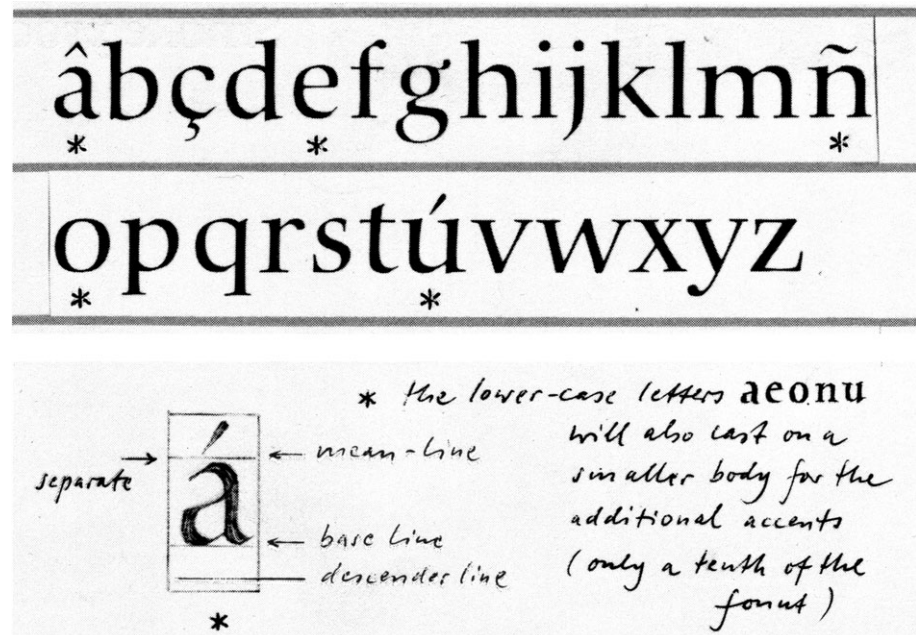 âbçdefghijklmñ
* * *
opqrstúvwxyz
* *
* the lower-case letters aeonu
will also cast on a
smaller body for the
additional accents
(only a tenth of the
fount)
separate → á
← mean-line
← base line
descender line
*